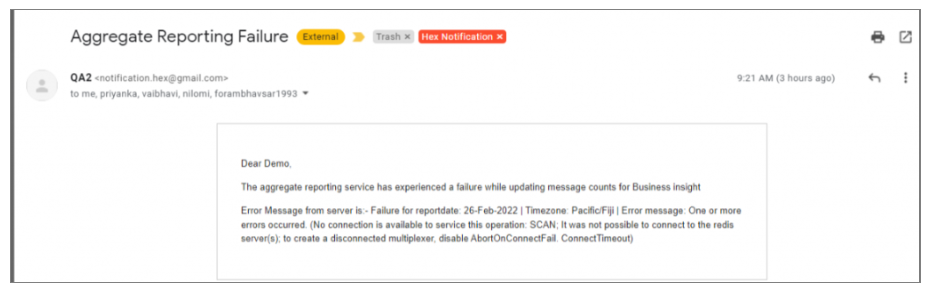 Aggregate Reporting Failure External Trash × Hex Notification ×
QA2 <notification.hex@gmail.com> 9:21 AM (3 hours ago)
to me, priyanka, vaibhavi, nilomi, forambhavsar1993
Dear Demo,
The aggregate reporting service has experienced a failure while updating message counts for Business insight
Error Message from server is:- Failure for reportdate: 26-Feb-2022 | Timezone: Pacific/Fiji | Error message: One or more
errors occurred. (No connection is available to service this operation: SCAN; It was not possible to connect to the redis
server(s); to create a disconnected multiplexer, disable AbortOnConnectFail. ConnectTimeout)